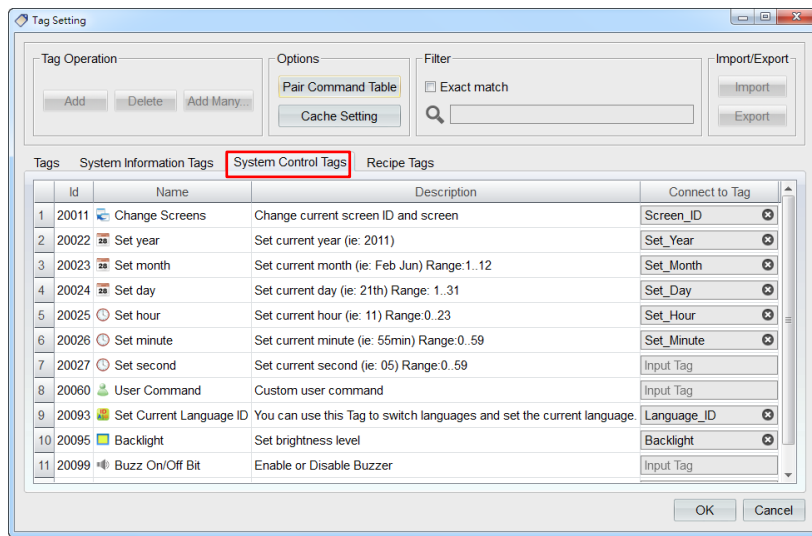 Tag Setting
Tag Operation Options Filter Import/Export
Add Delete Add Many... Pair Command Table Exact match Import
Cache Setting Export
Tags System Information Tags System Control Tags Recipe Tags
Id Name Description Connect to Tag
1 20011 Change Screens Change current screen ID and screen Screen_ID
2 20022 Set year Set current year (ie: 2011) Set_Year
3 20023 Set month Set current month (ie: Feb Jun) Range:1..12 Set_Month
4 20024 Set day Set current day (ie: 21th) Range: 1..31 Set_Day
5 20025 Set hour Set current hour (ie: 11) Range:0..23 Set_Hour
6 20026 Set minute Set current minute (ie: 55min) Range:0..59 Set_Minute
7 20027 Set second Set current second (ie: 05) Range:0..59 Input Tag
8 20060 User Command Custom user command Input Tag
9 20093 Set Current Language ID You can use this Tag to switch languages and set the current language. Language_ID
10 20095 Backlight Set brightness level Backlight
11 20099 Buzz On/Off Bit Enable or Disable Buzzer Input Tag
OK Cancel